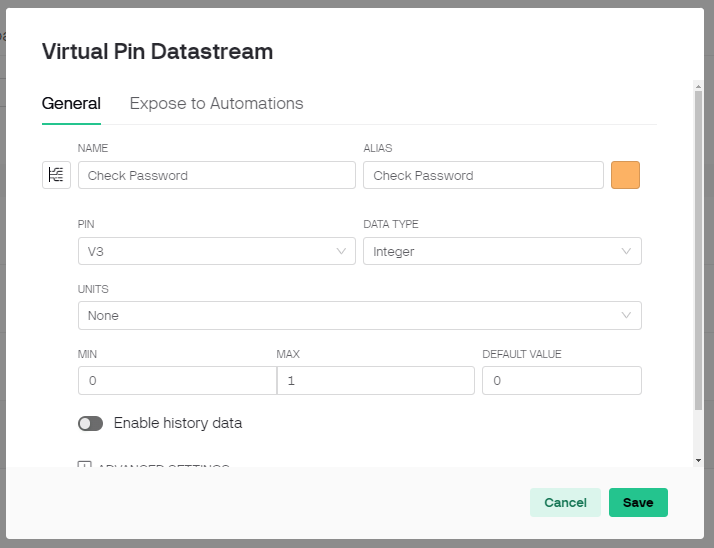 Virtual Pin Datastream
General Expose to Automations
NAME ALIAS
Check Password Check Password
PIN DATA TYPE
V3 Integer
UNITS
None
MIN MAX DEFAULT VALUE
0 1 0
Enable history data
ADVANCED SETTINGS
Cancel Save